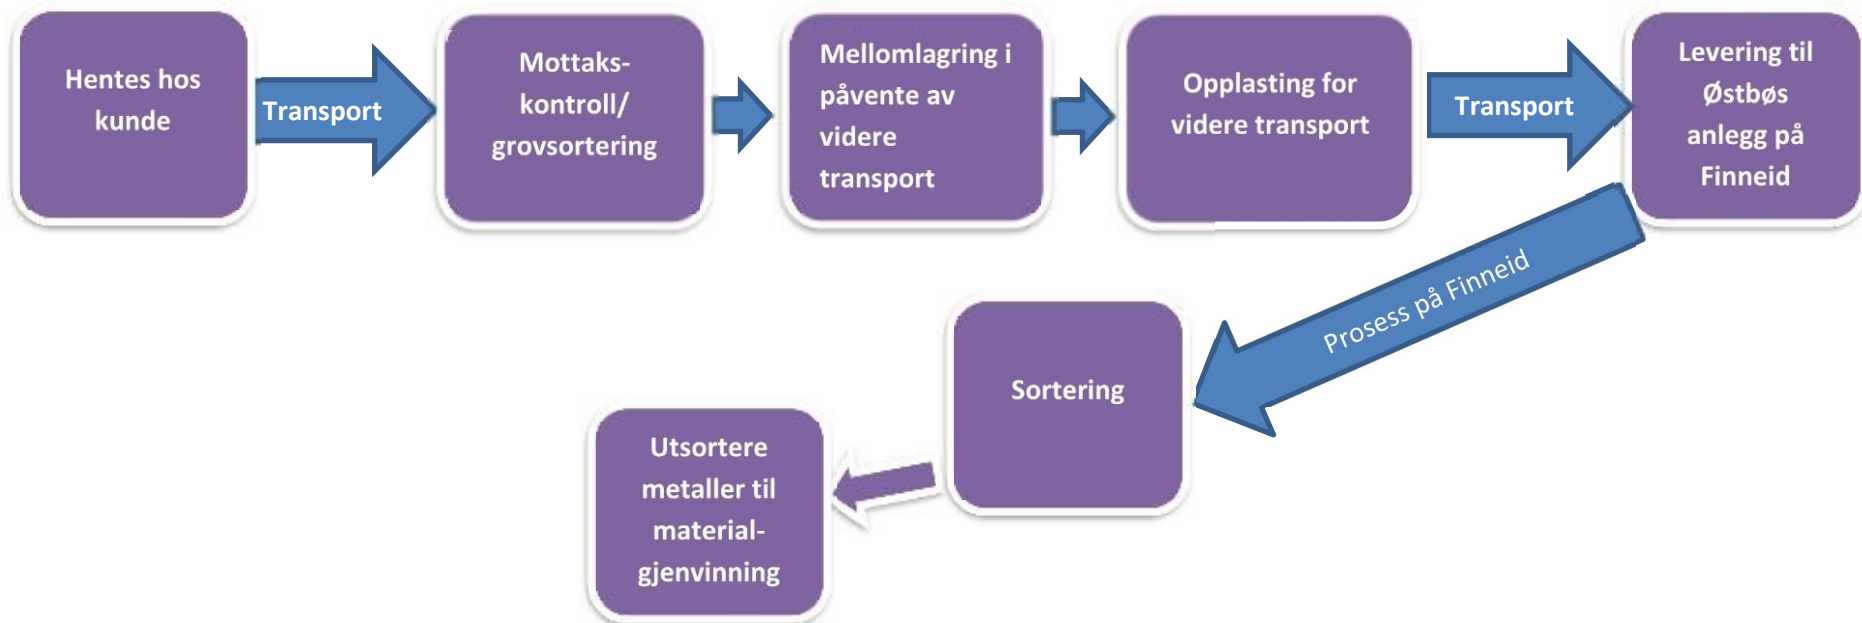 Hentes hos
kunde
Transport
Mottaks-
kontroll/
grovsortering
Mellomlagring i
påvente av
videre
transport
Opplasting for
videre transport
Transport
Levering til
Østbøs
anlegg på
Finneid
Prosess på Finneid
Sortering
Utsortere
metaller til
material-
gjenvinning